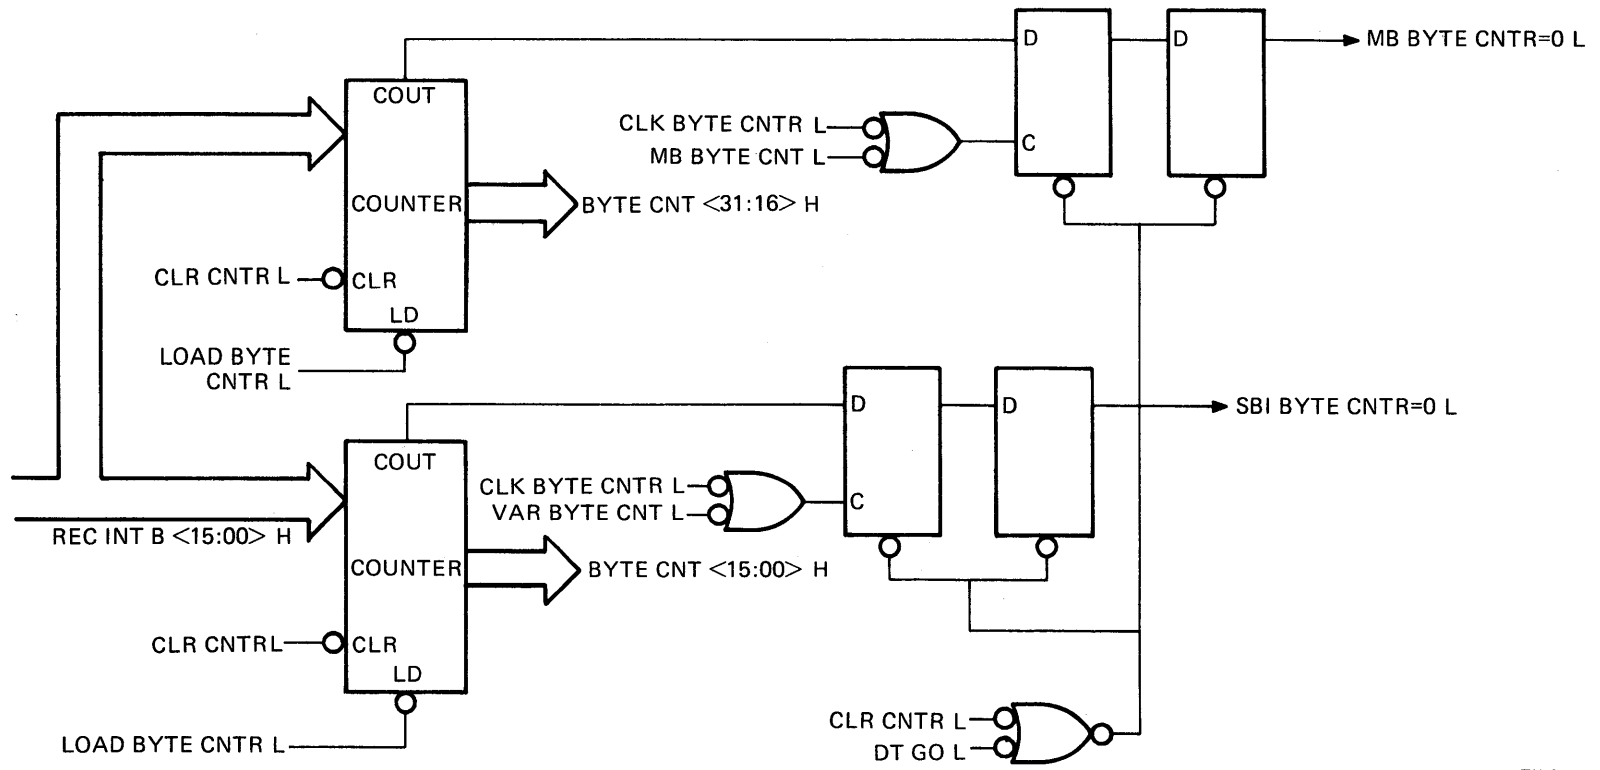 D
D
MB BYTE CNTR=0 L
COUT
CLK BYTE CNTR L
MB BYTE CNT L
C
COUNTER
BYTE CNT <31:16> H
CLR CNTR L
CLR
LD
LOAD BYTE
CNTR L
D
D
SBI BYTE CNTR=0 L
COUT
CLK BYTE CNTR L
VAR BYTE CNT L
C
REC INT B <15:00> H
COUNTER
BYTE CNT <15:00> H
CLR CNTRL
CLR
LD
LOAD BYTE CNTR L
CLR CNTR L
DT GO L